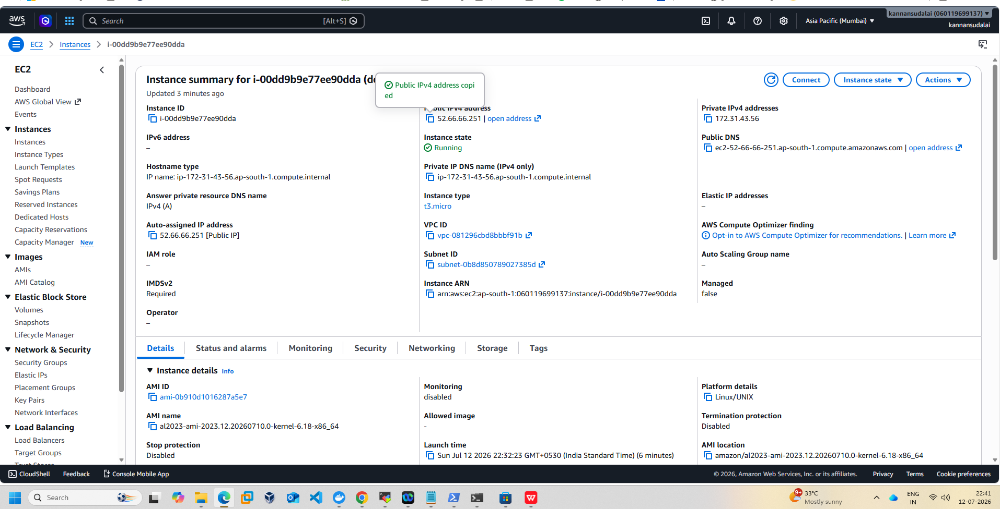 aws
Search
[Alt+S]
Asia Pacific (Mumbai)
kannansudalai (060119699137)
kannansudalai
EC2
Instances
i-00dd9b9e77ee90dda
EC2
Dashboard
AWS Global View
Events
Instances
Instances
Instance Types
Launch Templates
Spot Requests
Savings Plans
Reserved Instances
Dedicated Hosts
Capacity Reservations
Capacity Manager New
Images
AMIs
AMI Catalog
Elastic Block Store
Volumes
Snapshots
Lifecycle Manager
Network & Security
Security Groups
Elastic IPs
Placement Groups
Key Pairs
Network Interfaces
Load Balancing
Load Balancers
Target Groups
Trust Stores
Instance summary for i-00dd9b9e77ee90dda
Updated 3 minutes ago
Public IPv4 address copi
ed
Connect
Instance state
Actions
Instance ID
i-00dd9b9e77ee90dda
Public IPv4 address
52.66.66.251 | open address
Private IPv4 addresses
172.31.43.56
IPv6 address
–
Instance state
Running
Public DNS
ec2-52-66-66-251.ap-south-1.compute.amazonaws.com | open address
Hostname type
IP name: ip-172-31-43-56.ap-south-1.compute.internal
Private IP DNS name (IPv4 only)
ip-172-31-43-56.ap-south-1.compute.internal
Answer private resource DNS name
IPv4 (A)
Instance type
t3.micro
Elastic IP addresses
–
Auto-assigned IP address
52.66.66.251 [Public IP]
VPC ID
vpc-081296cbd8bbbf91b
AWS Compute Optimizer finding
Opt-in to AWS Compute Optimizer for recommendations. | Learn more
IAM role
–
Subnet ID
subnet-0b8d850789027385d
Auto Scaling Group name
–
IMDSv2
Required
Instance ARN
arn:aws:ec2:ap-south-1:060119699137:instance/i-00dd9b9e77ee90dda
Managed
false
Operator
–
Details
Status and alarms
Monitoring
Security
Networking
Storage
Tags
Instance details Info
AMI ID
ami-0b910d1016287a5e7
Monitoring
disabled
Platform details
Linux/UNIX
AMI name
al2023-ami-2023.12.20260710.0-kernel-6.18-x86_64
Allowed image
-
Termination protection
Disabled
Stop protection
Disabled
Launch time
Sun Jul 12 2026 22:32:23 GMT+0530 (India Standard Time) (6 minutes)
AMI location
amazon/al2023-ami-2023.12.20260710.0-kernel-6.18-x86_64
CloudShell
Feedback
Console Mobile App
© 2026, Amazon Web Services, Inc. or its affiliates.
Privacy
Terms
Cookie preferences
Search
9+
33°C
Mostly sunny
ENG
IN
22:41
12-07-2026